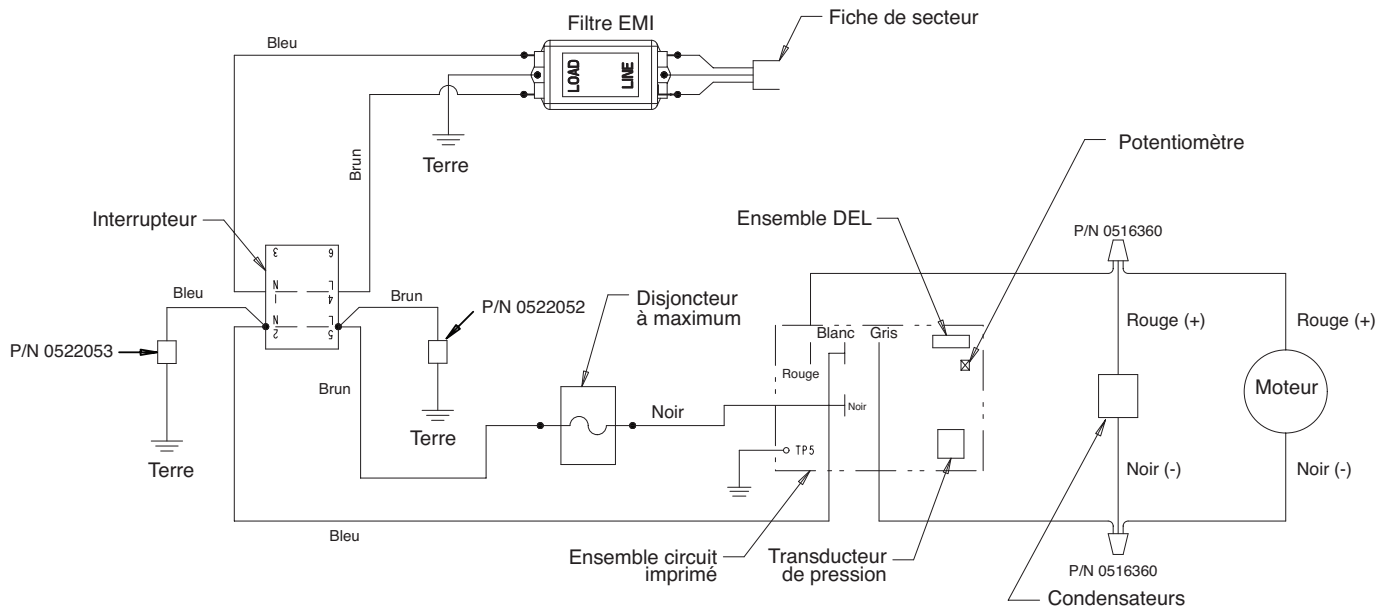 Fiche de secteur
Filtre EMI
Bleu
LOAD
LINE
Terre
Brun
Potentiomètre
Interrupteur
Ensemble DEL
P/N 0516360
3
6
N
L
1
4
N
L
2
5
Bleu
Brun
P/N 0522052
Disjoncteur
à maximum
P/N 0522053
Blanc
Gris
Rouge (+)
Rouge (+)
Rouge
Brun
Moteur
Noir
Noir
Terre
Terre
TP5
Noir (-)
Noir (-)
Bleu
Ensemble circuit
imprimé
Transducteur
de pression
P/N 0516360
Condensateurs